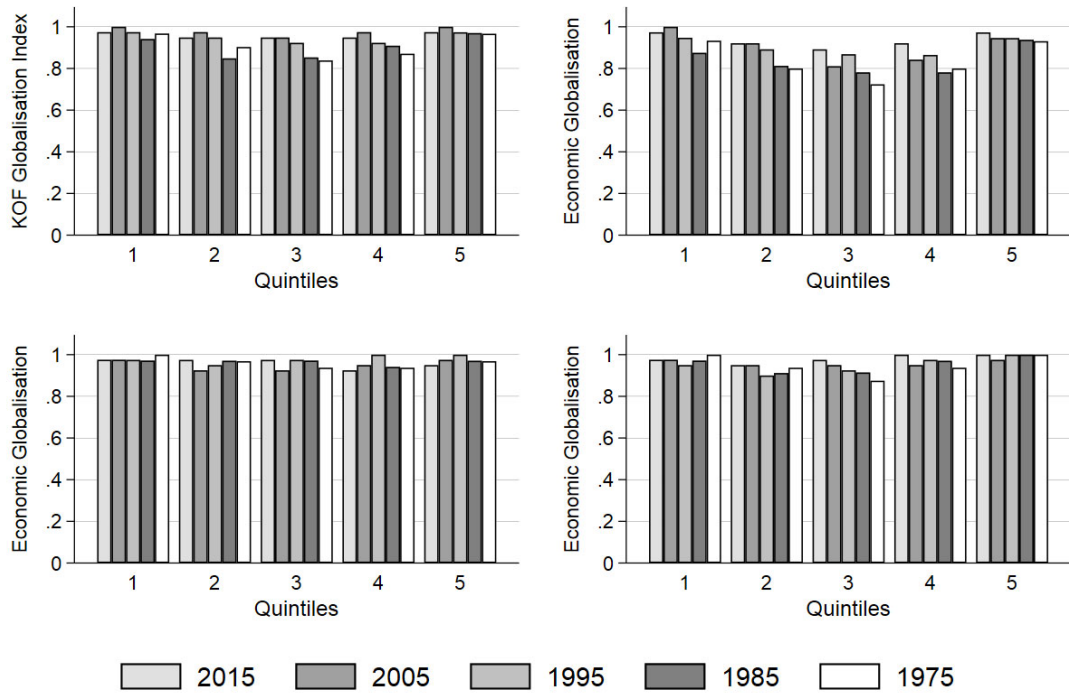 KOF Globalisation Index
1
.8
.6
.4
.2
0
1 2 3 4 5
Quintiles
Economic Globalisation
1
.8
.6
.4
.2
0
1 2 3 4 5
Quintiles
Economic Globalisation
1
.8
.6
.4
.2
0
1 2 3 4 5
Quintiles
Economic Globalisation
1
.8
.6
.4
.2
0
1 2 3 4 5
Quintiles
2015 2005 1995 1985 1975